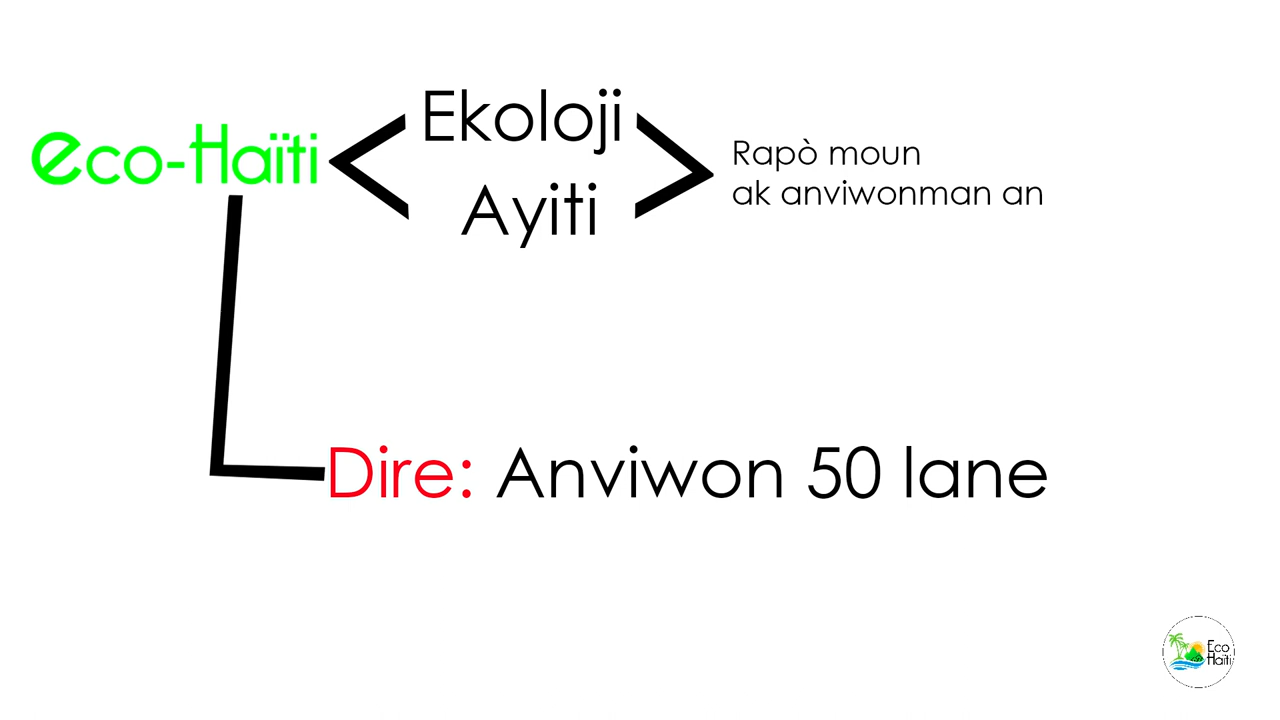 eco-Haïti
Ekoloji
Ayiti
Rapò moun
ak anviwonman an
Dire: Anviwon 50 lane
Eco
Haïti